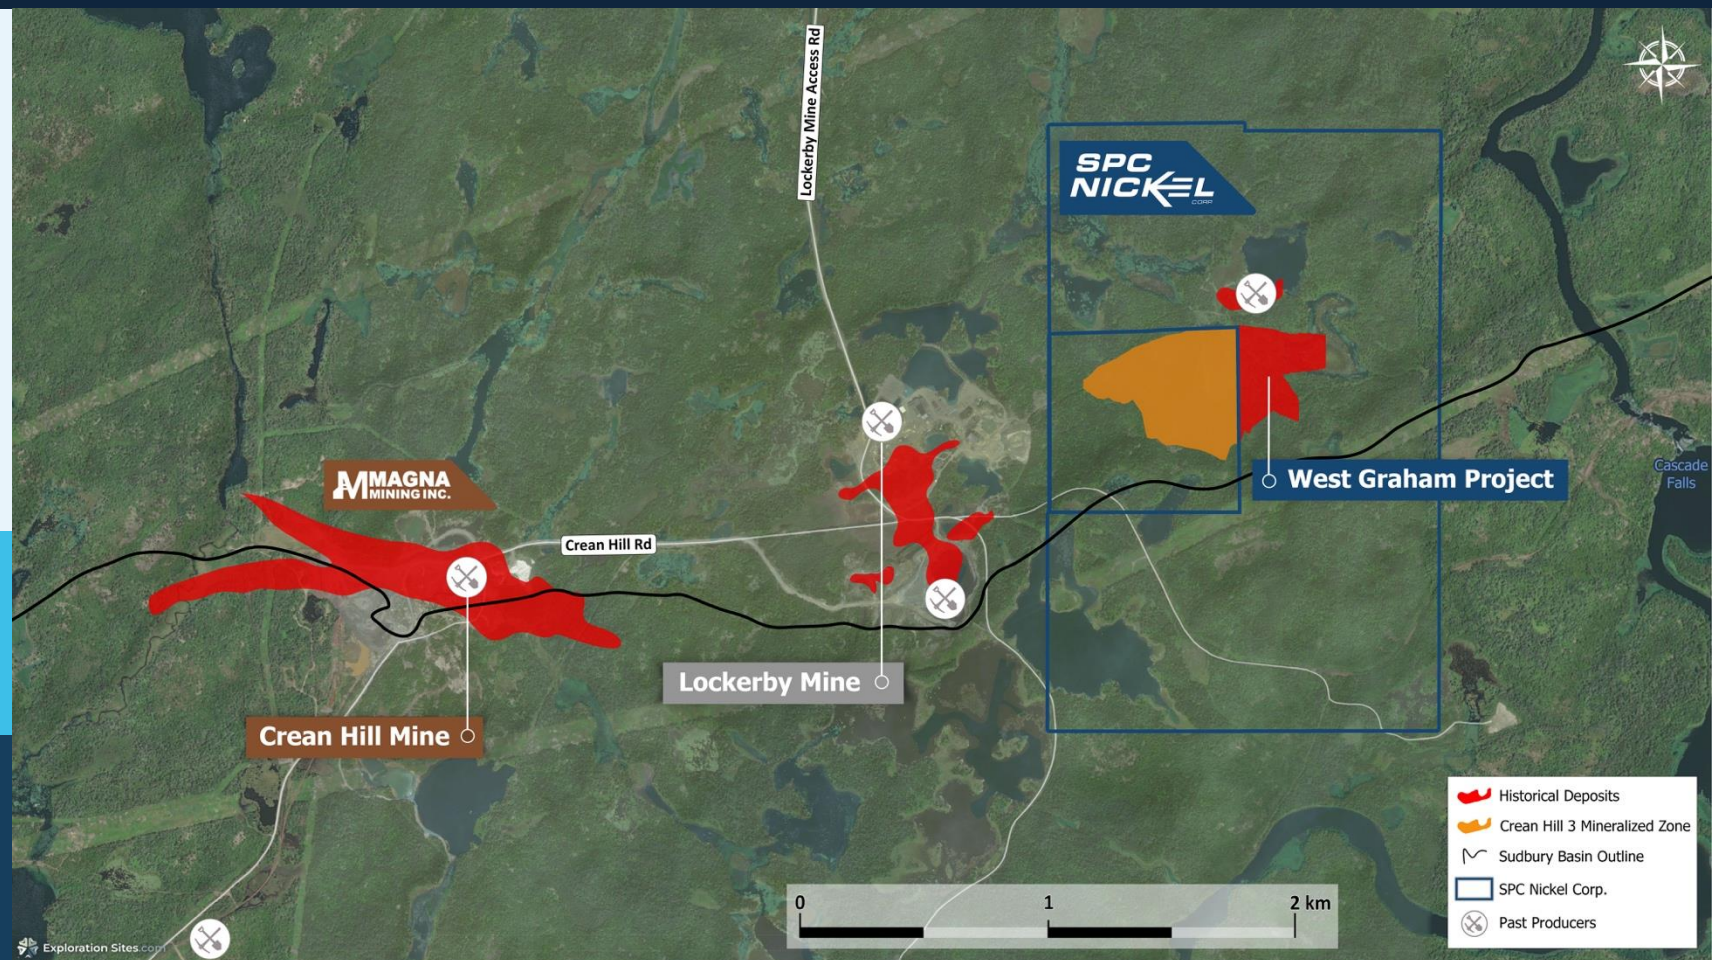 Lockerby Mine Access Rd
SPC
NICKEL
CORP
MMAGNA
MINING INC.
Crean Hill Rd
West Graham Project
Cascade
Falls
Lockerby Mine
Crean Hill Mine
Historical Deposits
Crean Hill 3 Mineralized Zone
Sudbury Basin Outline
SPC Nickel Corp.
Past Producers
0 1 2 km
Exploration Sites.com